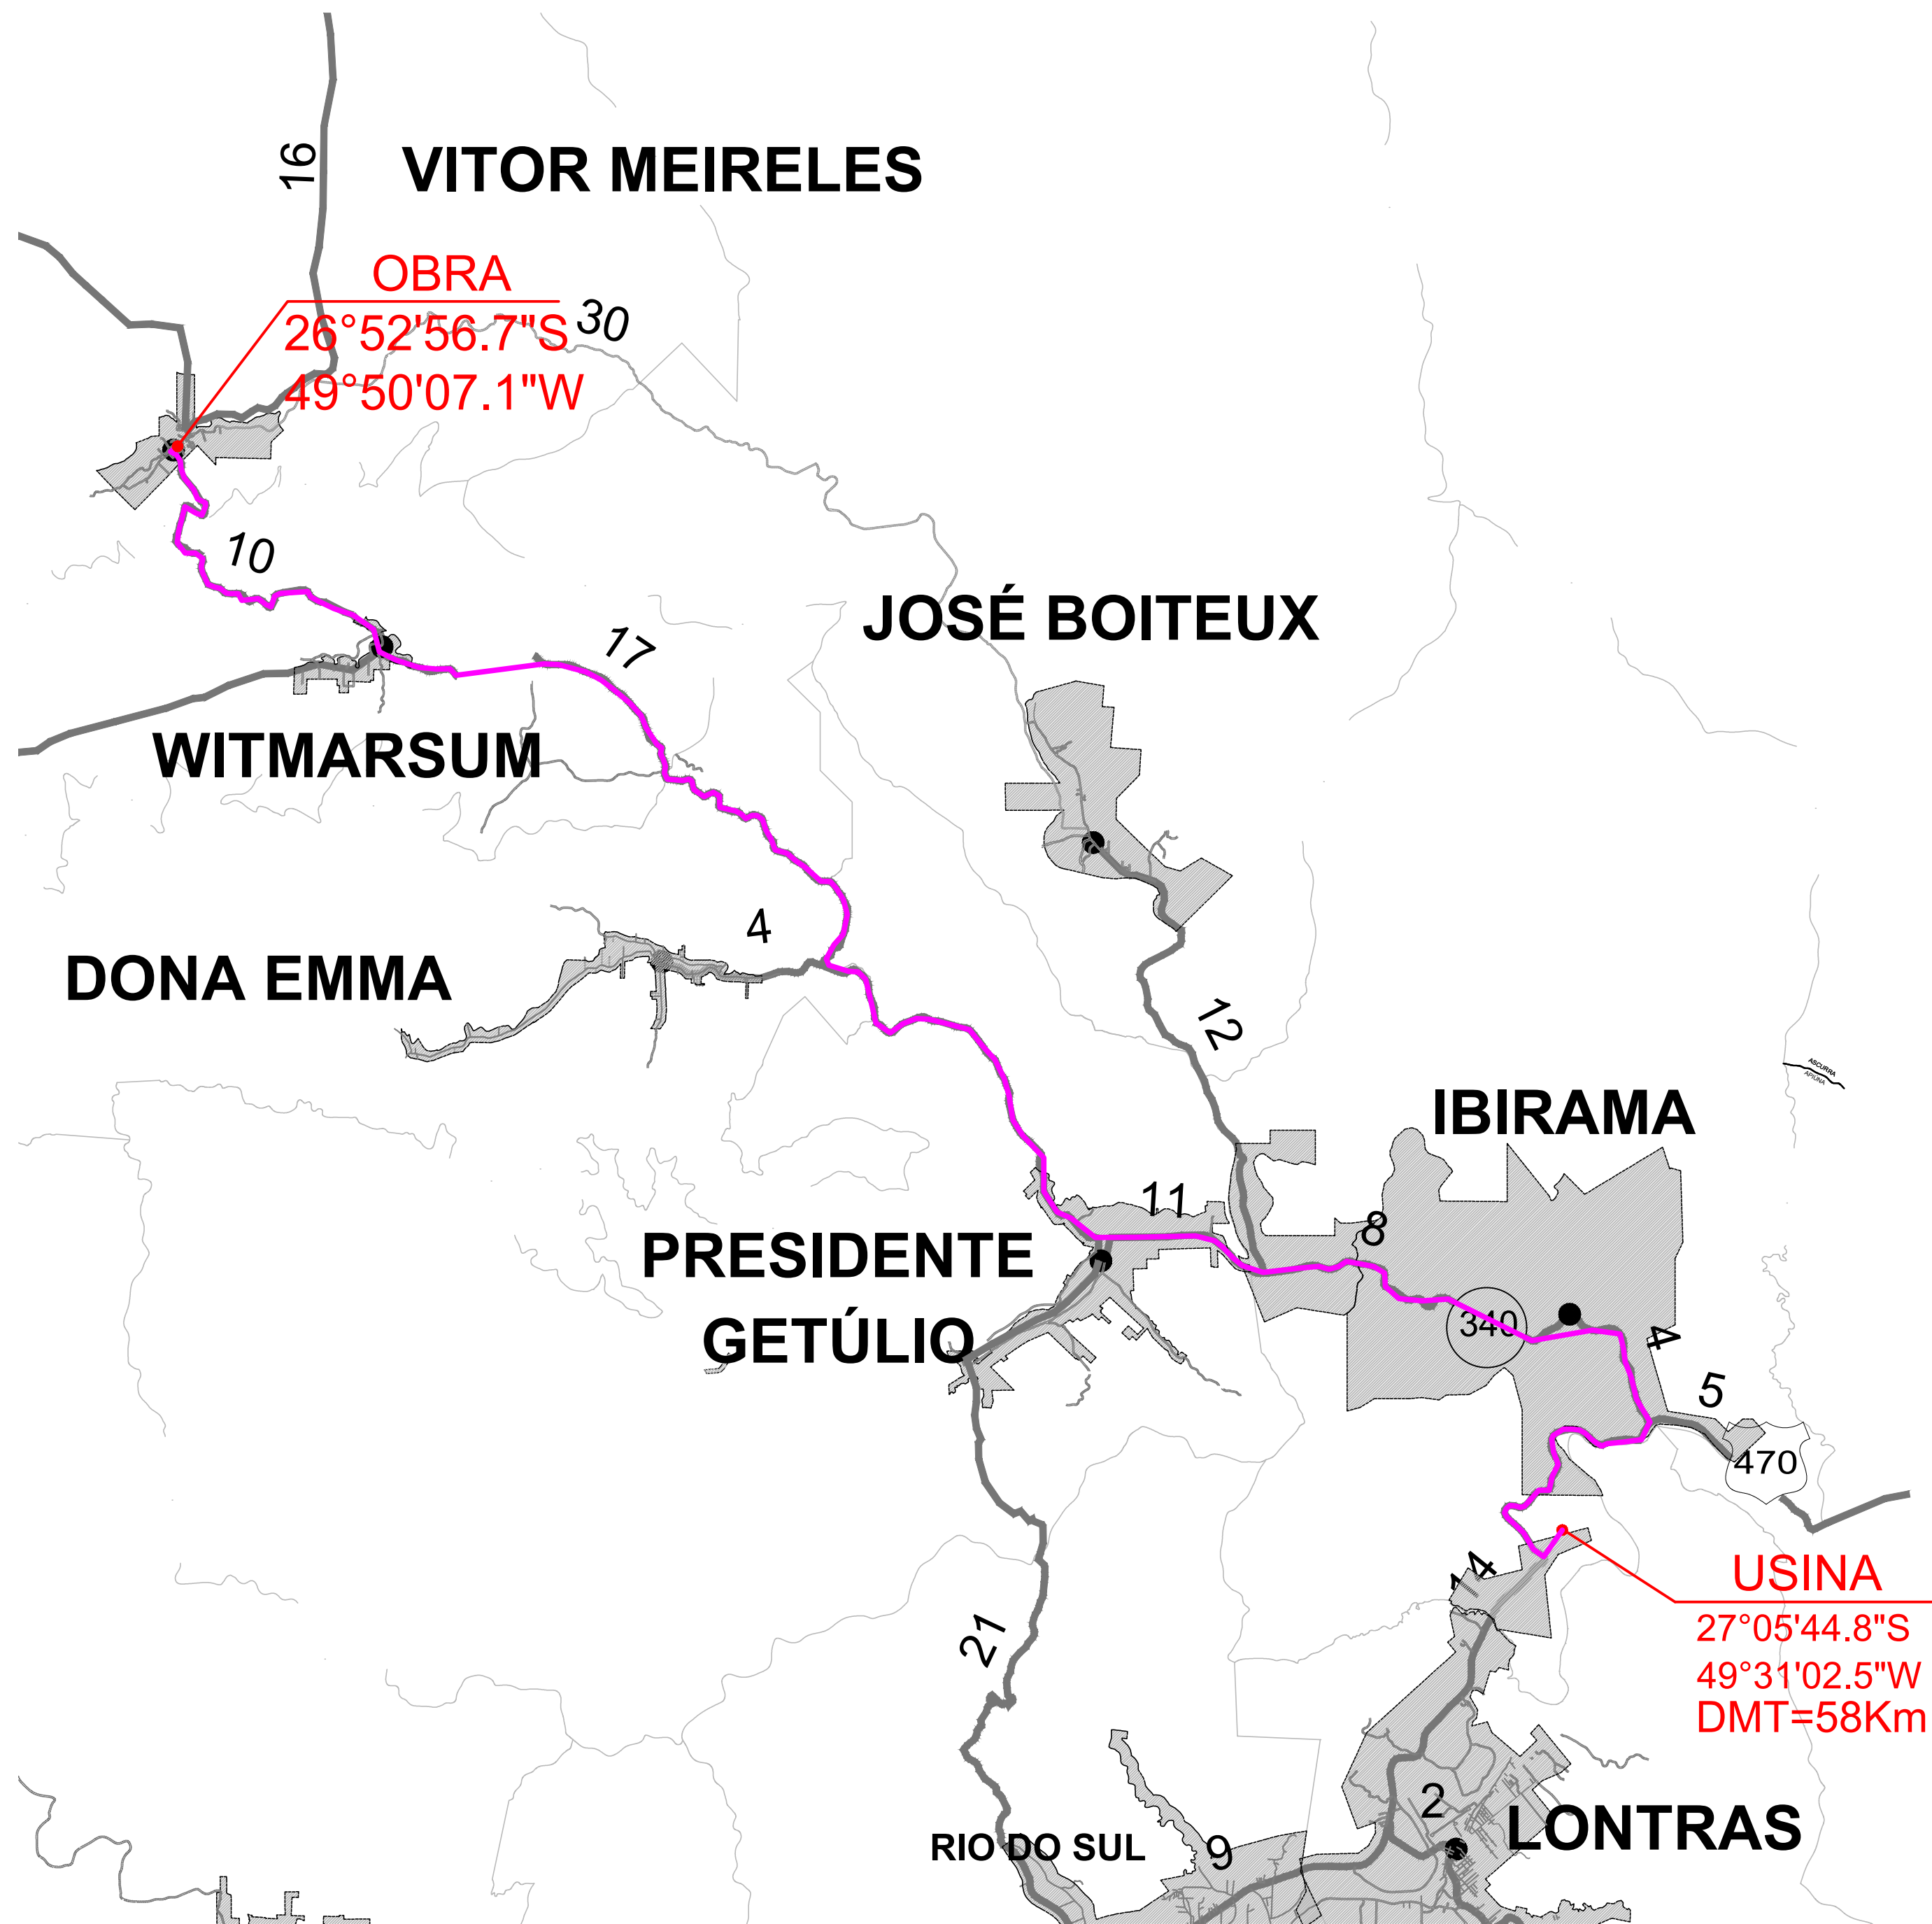 16
VITOR MEIRELES
OBRA
26°52'56.7"S
49°50'07.1"W
30
10
17
JOSÉ BOITEUX
WITMARSUM
4
DONA EMMA
12
ASCURRA
APIUNA
IBIRAMA
11
8
PRESIDENTE
GETÚLIO
340
4
5
470
14
USINA
27°05'44.8"S
49°31'02.5"W
DMT=58Km
21
2
LONTRAS
RIO DO SUL
9